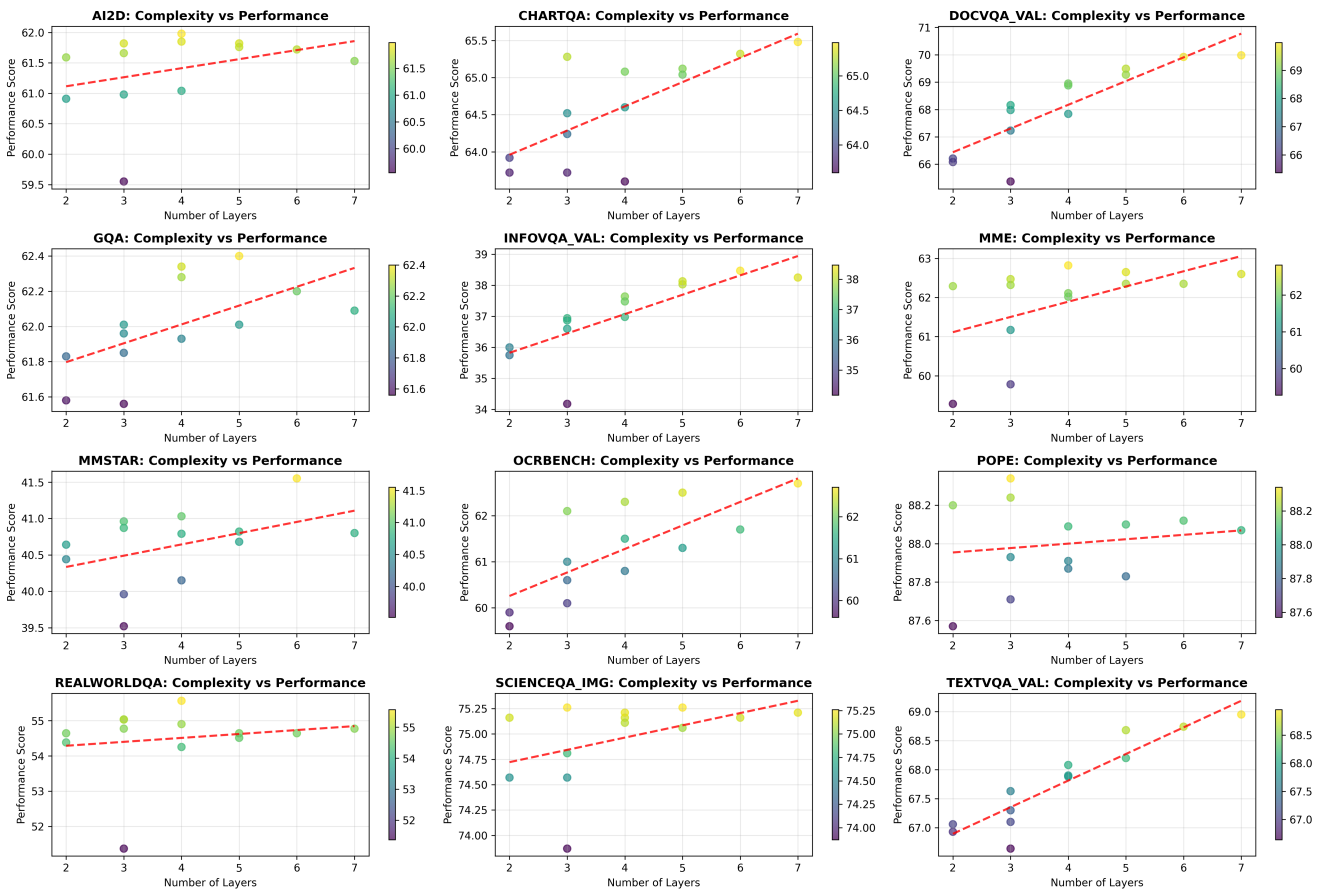 AI2D: Complexity vs Performance
Performance Score
62.0
61.5
61.0
60.5
60.0
59.5
2 3 4 5 6 7
Number of Layers
61.5
61.0
60.5
60.0
CHARTQA: Complexity vs Performance
Performance Score
65.5
65.0
64.5
64.0
2 3 4 5 6 7
Number of Layers
65.0
64.5
64.0
DOCVQA_VAL: Complexity vs Performance
Performance Score
71
70
69
68
67
66
2 3 4 5 6 7
Number of Layers
69
68
67
66
GQA: Complexity vs Performance
Performance Score
62.4
62.2
62.0
61.8
61.6
2 3 4 5 6 7
Number of Layers
62.4
62.2
62.0
61.8
61.6
INFOVQA_VAL: Complexity vs Performance
Performance Score
39
38
37
36
35
34
2 3 4 5 6 7
Number of Layers
38
37
36
35
MME: Complexity vs Performance
Performance Score
63
62
61
60
2 3 4 5 6 7
Number of Layers
62
61
60
MMSTAR: Complexity vs Performance
Performance Score
41.5
41.0
40.5
40.0
39.5
2 3 4 5 6 7
Number of Layers
41.5
41.0
40.5
40.0
OCRBENCH: Complexity vs Performance
Performance Score
62
61
60
2 3 4 5 6 7
Number of Layers
62
61
60
POPE: Complexity vs Performance
Performance Score
88.2
88.0
87.8
87.6
2 3 4 5 6 7
Number of Layers
88.2
88.0
87.8
87.6
REALWORLDQA: Complexity vs Performance
Performance Score
55
54
53
52
2 3 4 5 6 7
Number of Layers
55
54
53
52
SCIENCEQA_IMG: Complexity vs Performance
Performance Score
75.25
75.00
74.75
74.50
74.25
74.00
2 3 4 5 6 7
Number of Layers
75.25
75.00
74.75
74.50
74.25
74.00
TEXTVQA_VAL: Complexity vs Performance
Performance Score
69.0
68.5
68.0
67.5
67.0
2 3 4 5 6 7
Number of Layers
68.5
68.0
67.5
67.0